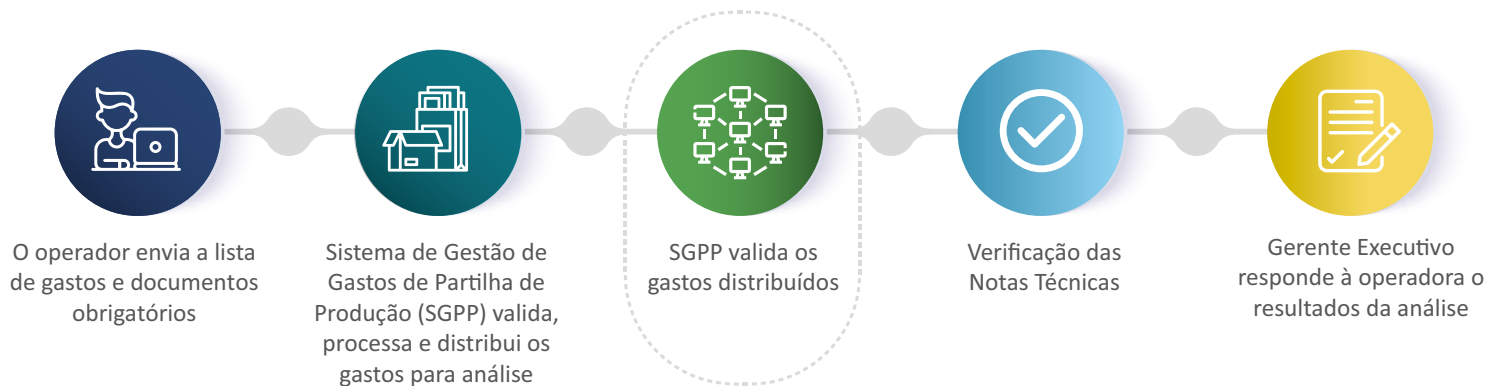 O operador envia a lista
de gastos e documentos
obrigatórios
Sistema de Gestão de
Gastos de Partilha de
Produção (SGPP) valida,
processa e distribui os
gastos para análise
SGPP valida os
gastos distribuídos
Verificação das
Notas Técnicas
Gerente Executivo
responde à operadora o
resultados da análise